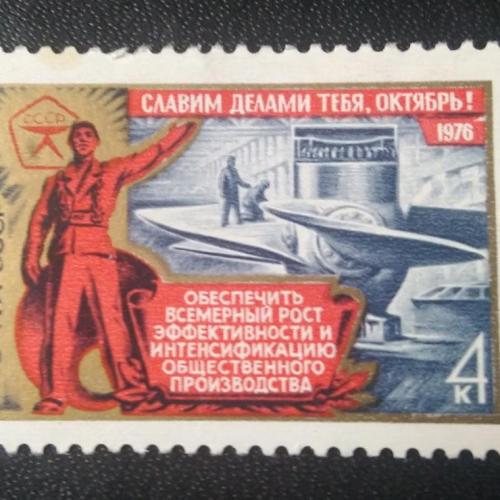 СССР
СЛАВИМ ДЕЛАМИ ТЕБЯ, ОКТЯБРЬ!
1976
ОБЕСПЕЧИТЬ
ВСЕМЕРНЫЙ РОСТ
ЭФФЕКТИВНОСТИ И
ИНТЕНСИФИКАЦИЮ
ОБЩЕСТВЕННОГО
ПРОИЗВОДСТВА
4
К